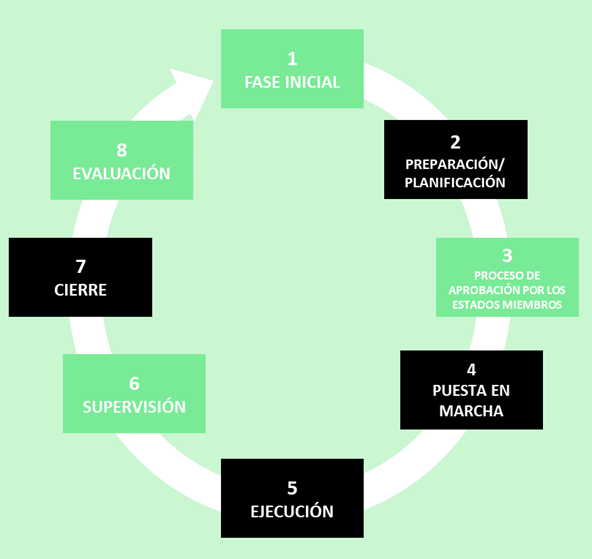 1
FASE INICIAL
2
PREPARACIÓN/
PLANIFICACIÓN
3
PROCESO DE
APROBACIÓN POR LOS
ESTADOS MIEMBROS
4
PUESTA EN
MARCHA
5
EJECUCIÓN
6
SUPERVISIÓN
7
CIERRE
8
EVALUACIÓN